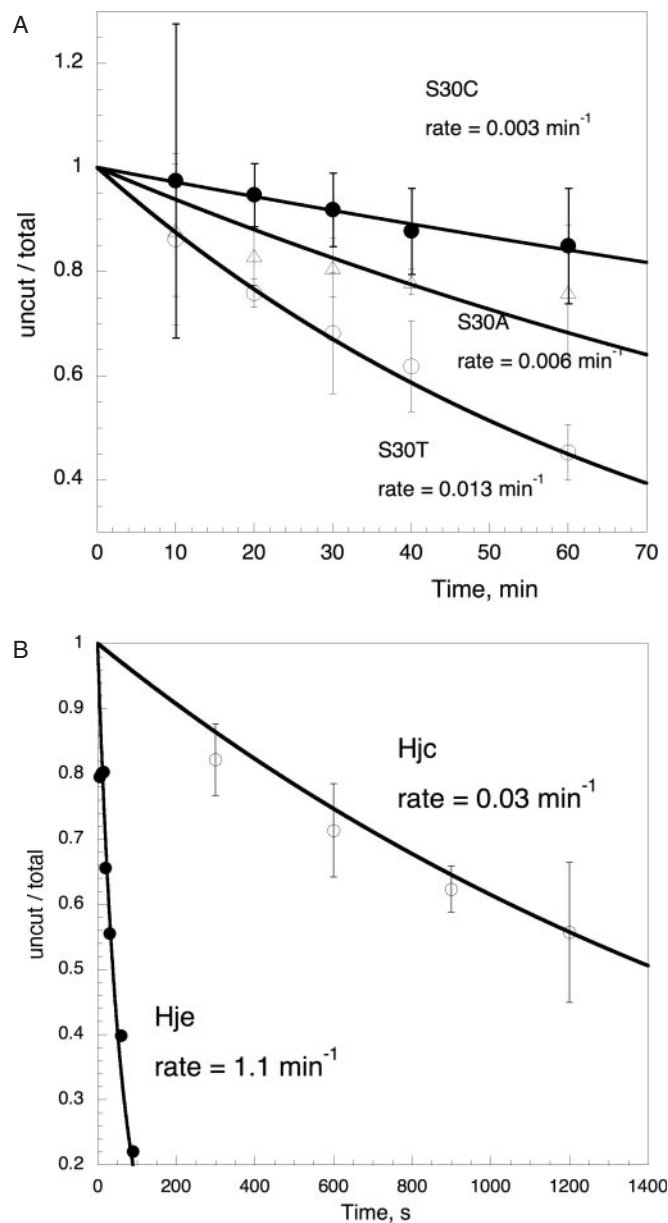 A
1.2
1
0.8
0.6
0.4
uncut / total
S30C
rate = 0.003 min-1
S30A
rate = 0.006 min-1
S30T
rate = 0.013 min-1
0 10 20 30 40 50 60 70
Time, min
B
1
0.9
0.8
0.7
0.6
0.5
0.4
0.3
0.2
uncut / total
Hjc
rate = 0.03 min-1
Hje
rate = 1.1 min-1
0 200 400 600 800 1000 1200 1400
Time, s